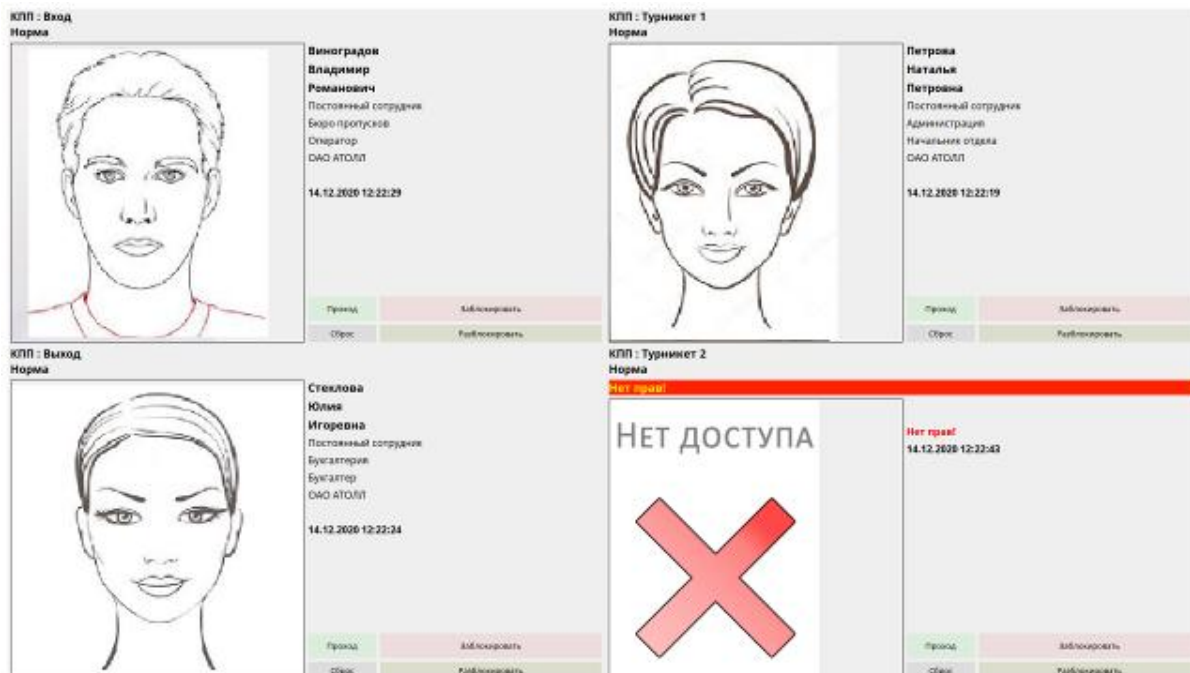 КПП : Вход
Норма
Виноградов
Владимир
Романович
Постоянный сотрудник
Бюро пропусков
Оператор
ОАО АТОЛЛ
14.12.2020 12:22:29
Проход
Заблокировать
Сброс
Разблокировать
КПП : Турникет 1
Норма
Петрова
Наталья
Петровна
Постоянный сотрудник
Администрация
Начальник отдела
ОАО АТОЛЛ
14.12.2020 12:22:19
Проход
Заблокировать
Сброс
Разблокировать
КПП : Выход
Норма
Стеклова
Юлия
Игоревна
Постоянный сотрудник
Бухгалтерия
Бухгалтер
ОАО АТОЛЛ
14.12.2020 12:22:24
Проход
Заблокировать
Сброс
Разблокировать
КПП : Турникет 2
Норма
Нет прав!
НЕТ ДОСТУПА
Нет прав!
14.12.2020 12:22:43
Проход
Заблокировать
Сброс
Разблокировать